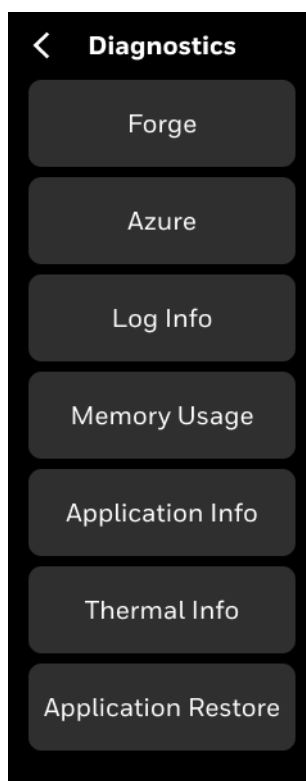 Diagnostics
Forge
Azure
Log Info
Memory Usage
Application Info
Thermal Info
Application Restore